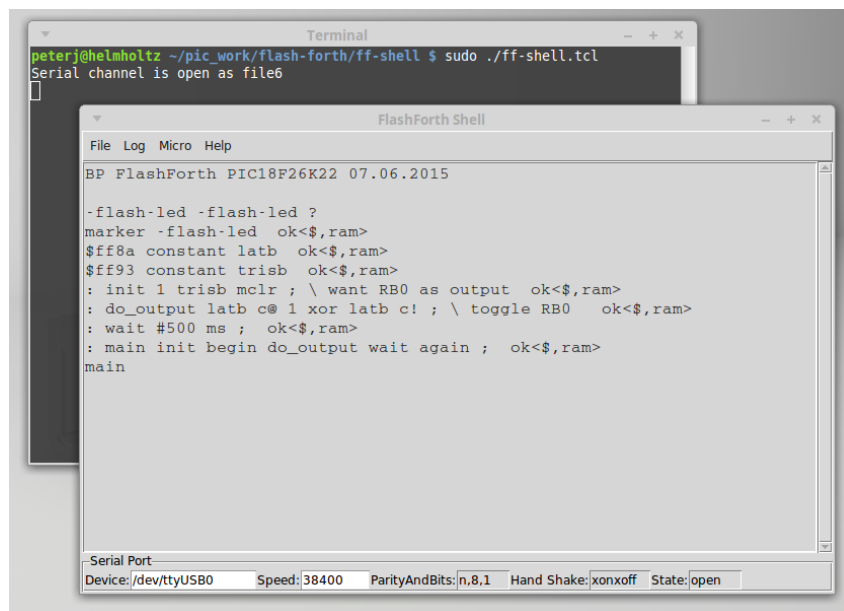 Terminal
peterj@helmholtz ~/pic_work/flash-forth/ff-shell $ sudo ./ff-shell.tcl
Serial channel is open as file6
FlashForth Shell
File Log Micro Help
BP FlashForth PIC18F26K22 07.06.2015
-flash-led -flash-led ?
marker -flash-led ok<$,ram>
$ff8a constant latb ok<$,ram>
$ff93 constant trisb ok<$,ram>
: init 1 trisb mclr ; \ want RB0 as output ok<$,ram>
: do_output latb c@ 1 xor latb c! ; \ toggle RB0 ok<$,ram>
: wait #500 ms ; ok<$,ram>
: main init begin do_output wait again ; ok<$,ram>
main
Serial Port
Device: /dev/ttyUSB0 Speed: 38400 ParityAndBits: n,8,1 Hand Shake: xonxoff State: open